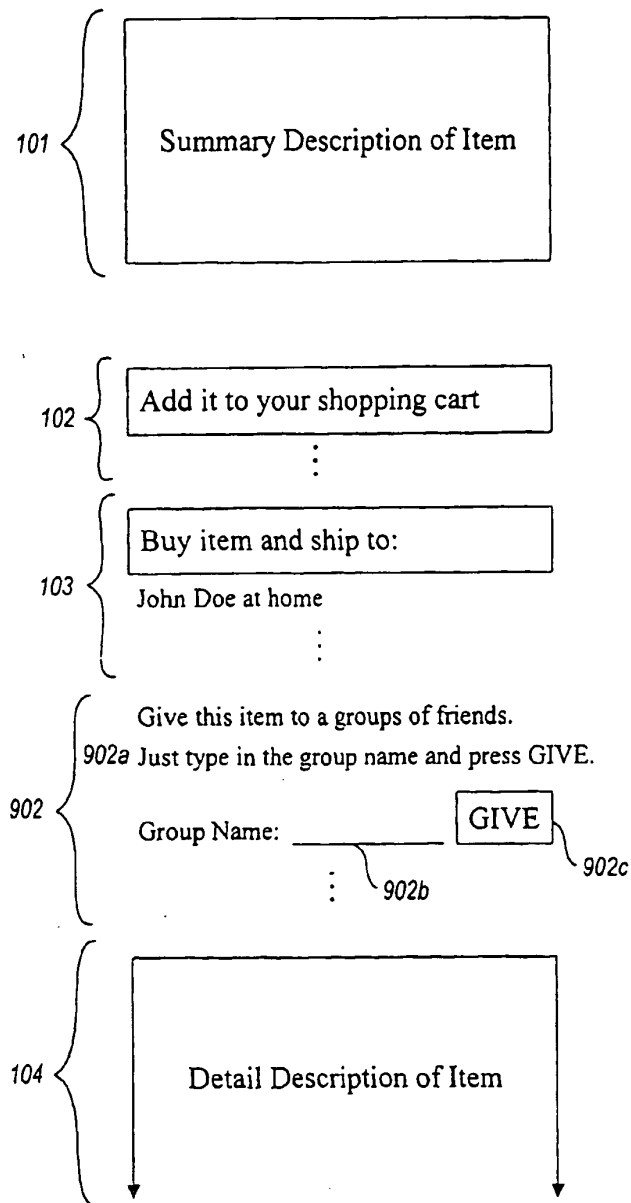 101 Summary Description of Item
102 Add it to your shopping cart
103 Buy item and ship to:
John Doe at home
902 Give this item to a groups of friends.
902a Just type in the group name and press GIVE.
Group Name: GIVE
902b 902c
104 Detail Description of Item